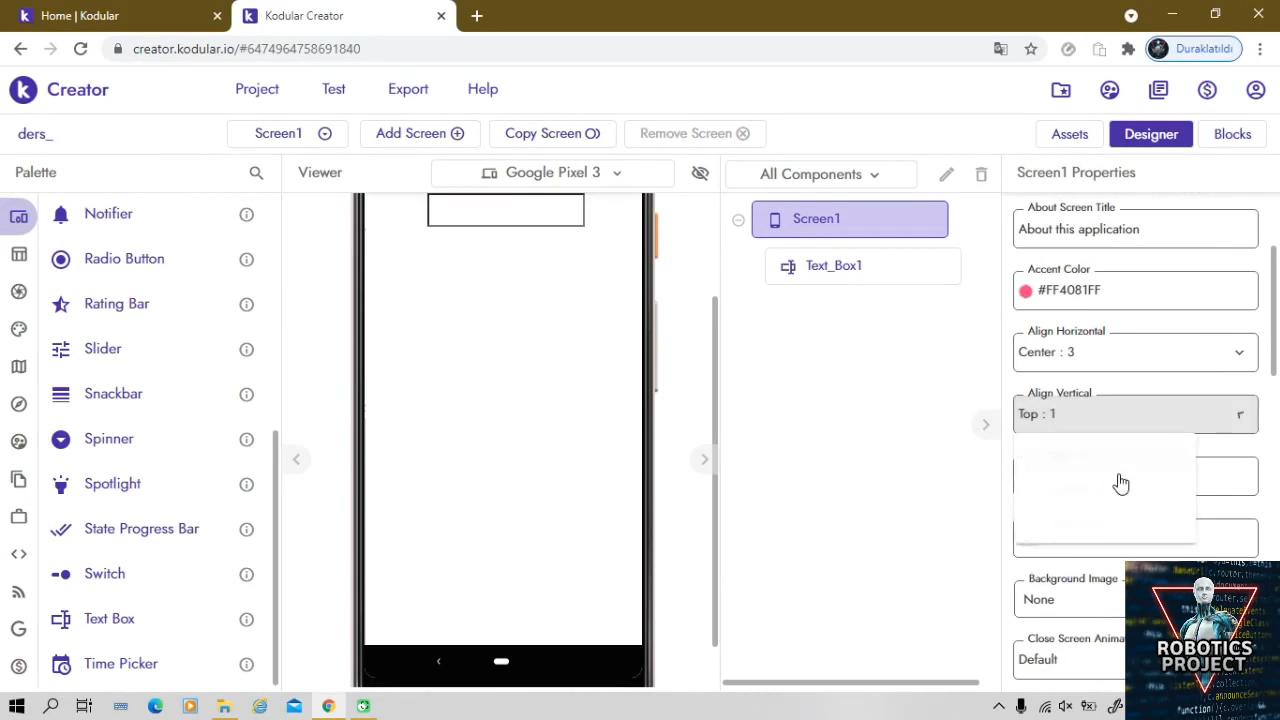 Home | Kodular
Kodular Creator
creator.kodular.io/#6474964758691840
Duraklatıldı
Creator
Project
Test
Export
Help
ders_
Screen1
Add Screen
Copy Screen
Remove Screen
Assets
Designer
Blocks
Palette
Viewer
Google Pixel 3
All Components
Screen1 Properties
Notifier
Radio Button
Rating Bar
Slider
Snackbar
Spinner
Spotlight
State Progress Bar
Switch
Text Box
Time Picker
Screen1
Text_Box1
About Screen Title
About this application
Accent Color
#FF4081FF
Align Horizontal
Center : 3
Align Vertical
Top : 1
Background Image
None
Close Screen Anima
Default
ROBOTICS
PROJECT